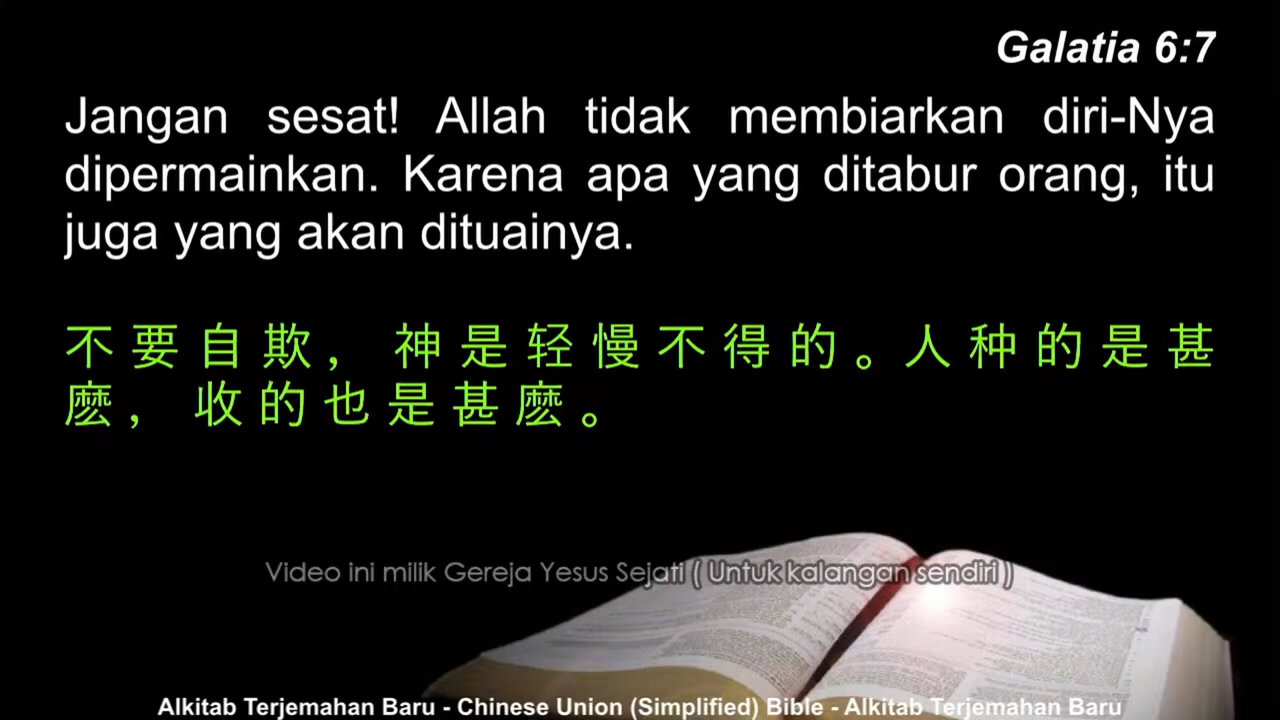 Galatia 6:7
Jangan sesat! Allah tidak membiarkan diri-Nya
dipermainkan. Karena apa yang ditabur orang, itu
juga yang akan dituainya.
不要自欺，神是轻慢不得的。人种的是甚
麽，收的也是甚麽。
Video ini milik Gereja Yesus Sejati ( Untuk kalangan sendiri )
Alkitab Terjemahan Baru - Chinese Union (Simplified) Bible - Alkitab Terjemahan Baru